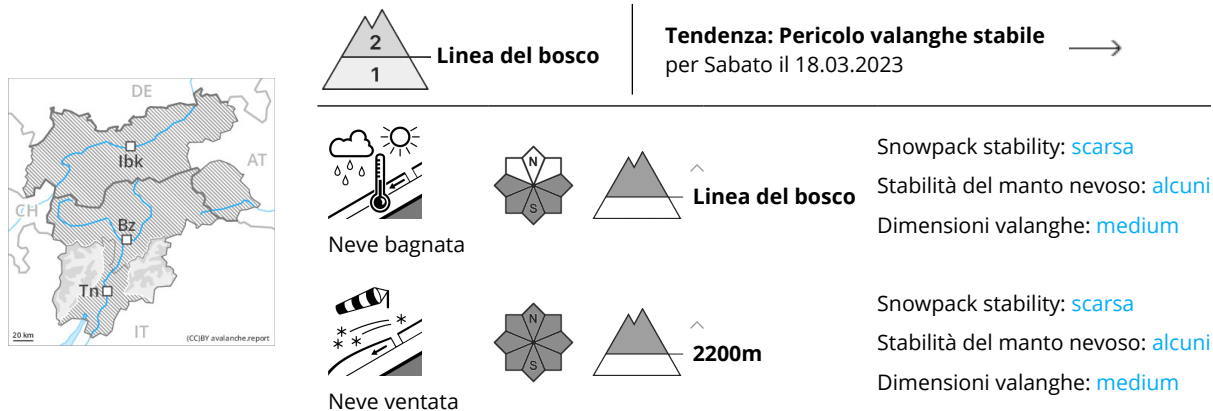 2
1
Linea del bosco
Tendenza: Pericolo valanghe stabile
per Sabato il 18.03.2023
DE
Ibk
AT
CH
Bz
Tn
IT
20 km
(CC)BY avalanche.report
N
S
Linea del bosco
Neve bagnata
Snowpack stability: scarsa
Stabilità del manto nevoso: alcuni
Dimensioni valanghe: medium
N
S
2200m
Neve ventata
Snowpack stability: scarsa
Stabilità del manto nevoso: alcuni
Dimensioni valanghe: medium